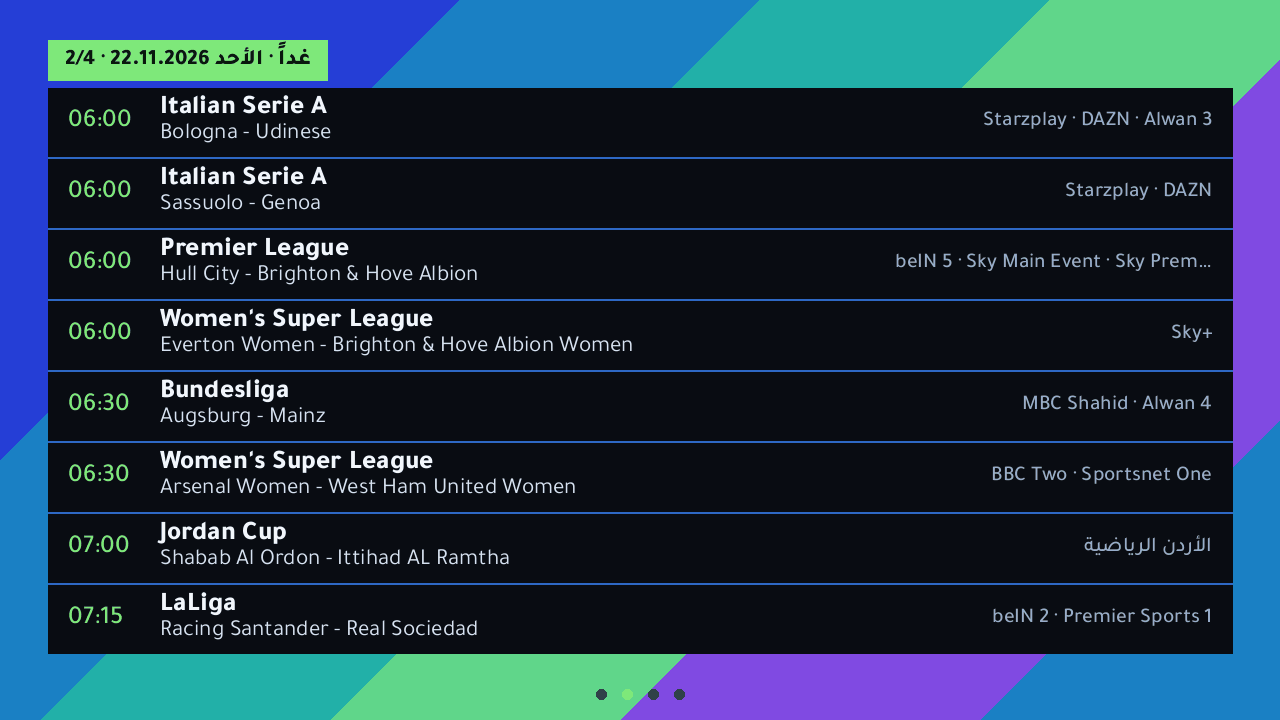 غداً · الأحد 22.11.2026 · 2/4
06:00
Italian Serie A
Bologna - Udinese
Starzplay · DAZN · Alwan 3
06:00
Italian Serie A
Sassuolo - Genoa
Starzplay · DAZN
06:00
Premier League
Hull City - Brighton & Hove Albion
beIN 5 · Sky Main Event · Sky Prem...
06:00
Women's Super League
Everton Women - Brighton & Hove Albion Women
Sky+
06:30
Bundesliga
Augsburg - Mainz
MBC Shahid · Alwan 4
06:30
Women's Super League
Arsenal Women - West Ham United Women
BBC Two · Sportsnet One
07:00
Jordan Cup
Shabab Al Ordon - Ittihad AL Ramtha
الأردن الرياضية
07:15
LaLiga
Racing Santander - Real Sociedad
beIN 2 · Premier Sports 1